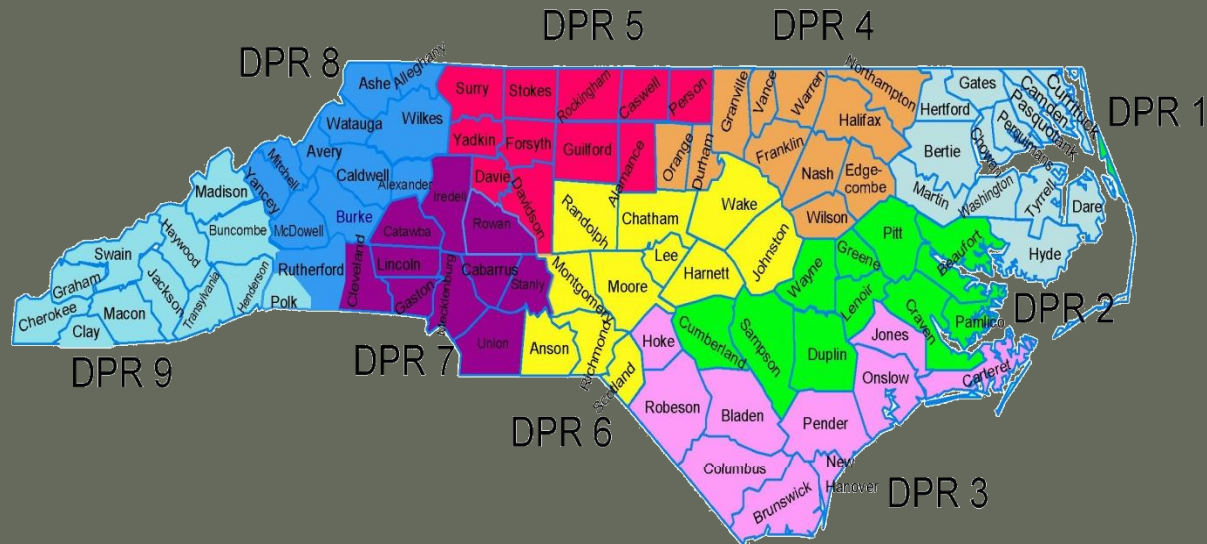 DPR 5
DPR 4
DPR 8
DPR 1
Ashe
Alleghany
Surry
Stokes
Rockingham
Caswell
Person
Granville
Vance
Warren
Northampton
Gates
Hertford
Camden
Currituck
Pasquotank
Perquimans
Chowan
Watauga
Wilkes
Yadkin
Forsyth
Guilford
Alamance
Orange
Durham
Franklin
Halifax
Nash
Edge-
combe
Bertie
Martin
Washington
Tyrrell
Dare
Mitchell
Avery
Yancey
Caldwell
Alexander
Iredell
Davie
Davidson
Randolph
Chatham
Wake
Wilson
Johnston
Pitt
Beaufort
Hyde
Madison
Buncombe
McDowell
Burke
Catawba
Rowan
Haywood
Swain
Graham
Cherokee
Clay
Macon
Jackson
Transylvania
Henderson
Polk
Rutherford
Cleveland
Lincoln
Gaston
Mecklenburg
Cabarrus
Stanly
Union
Montgomery
Moore
Lee
Harnett
Wayne
Greene
Lenoir
Craven
Pamlico
DPR 2
DPR 9
DPR 7
Anson
Richmond
Scotland
Hoke
Cumberland
Sampson
Duplin
Jones
Onslow
Carteret
DPR 6
Robeson
Bladen
Pender
Columbus
Brunswick
New
Hanover
DPR 3